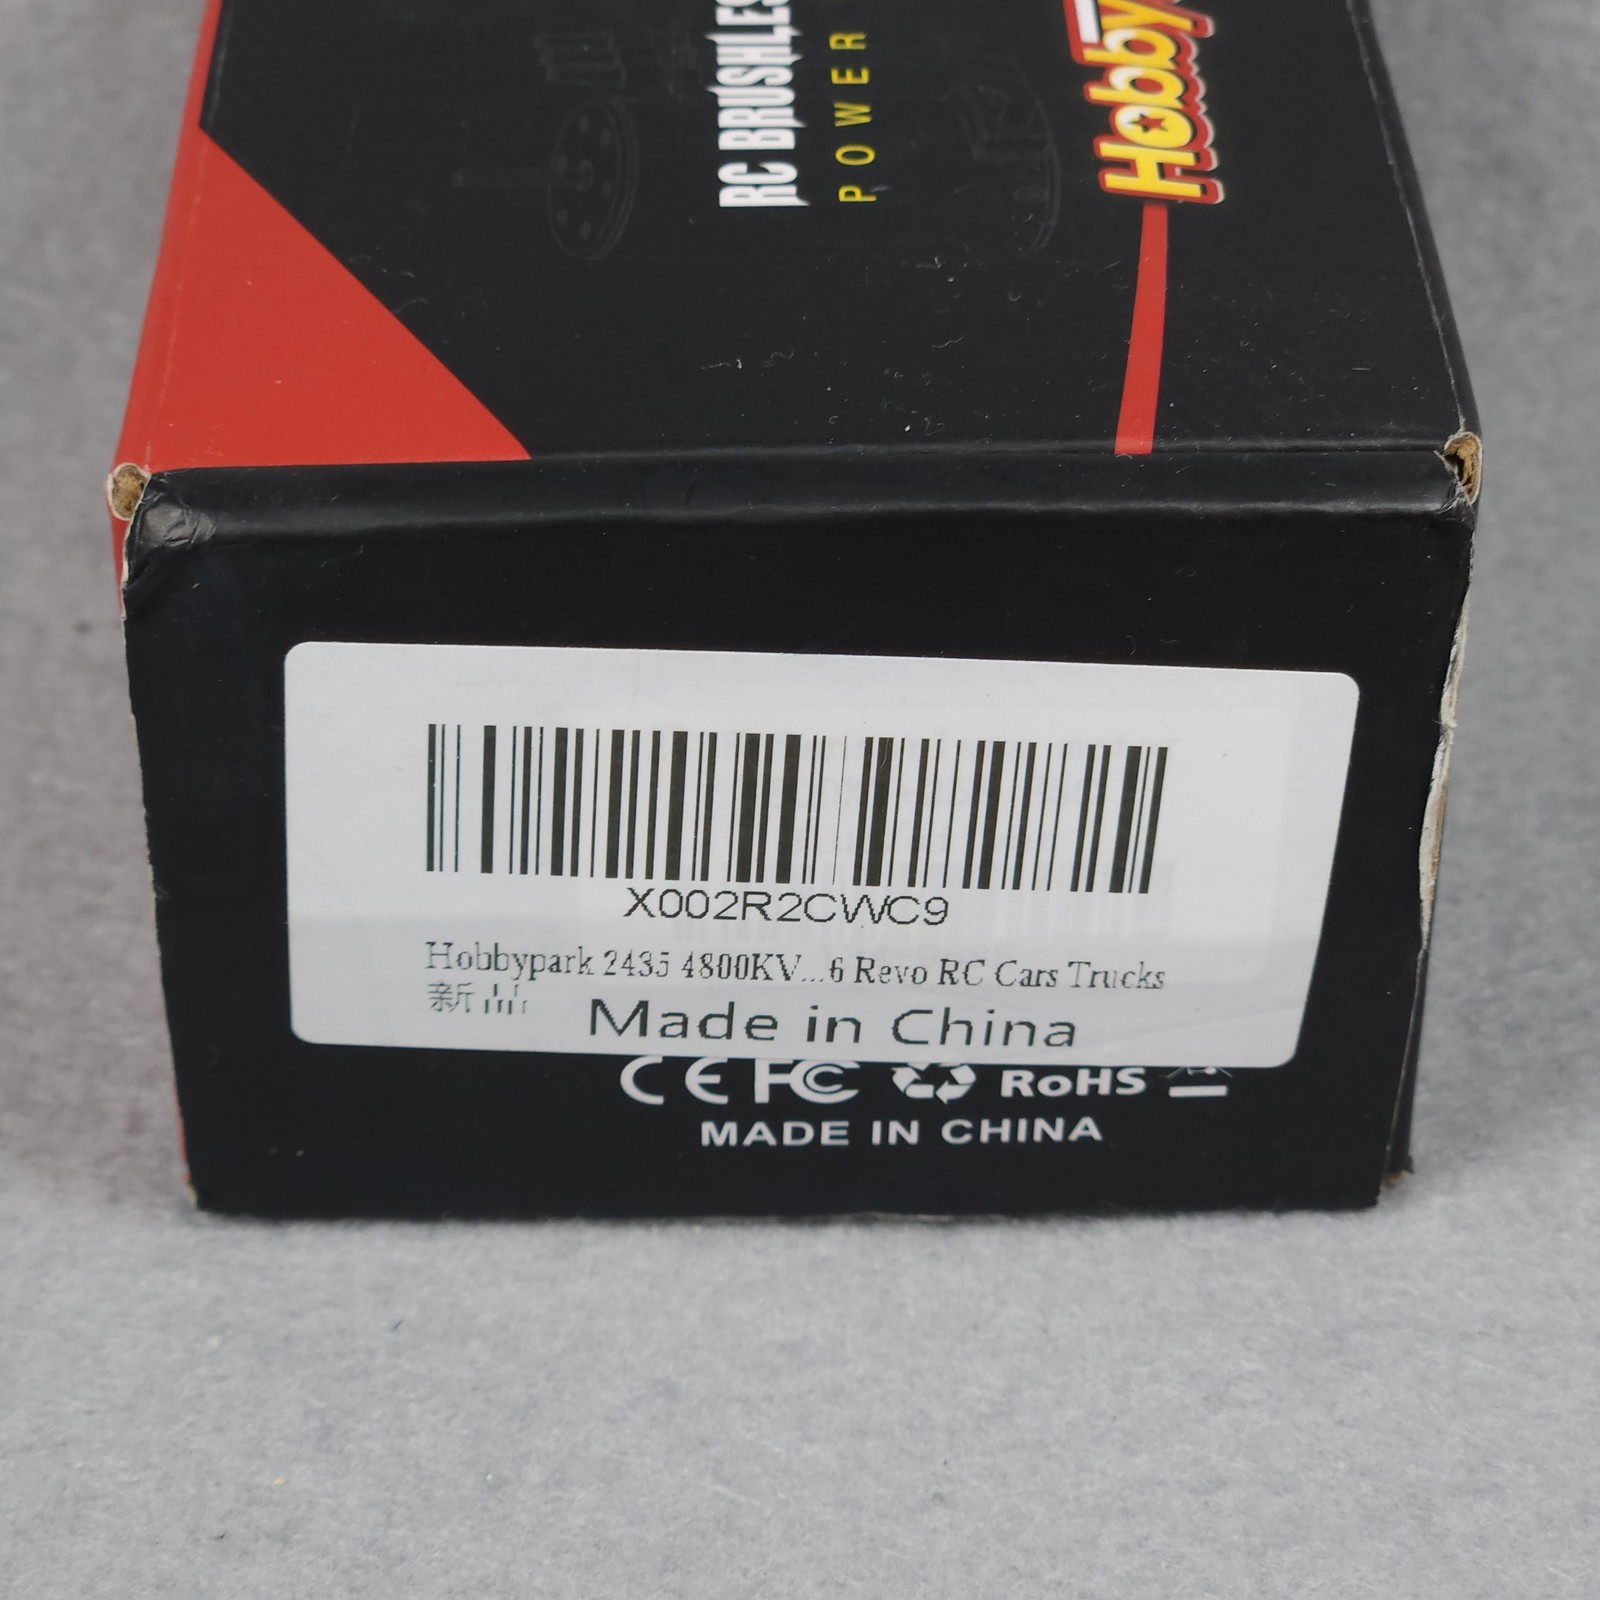 RC BRUSHLES
POWER
Hobby
X002R2CWC9
Hobbypark 2435 4800KV...6 Revo RC Cars Trucks
新品
Made in China
CE FC RoHS
MADE IN CHINA